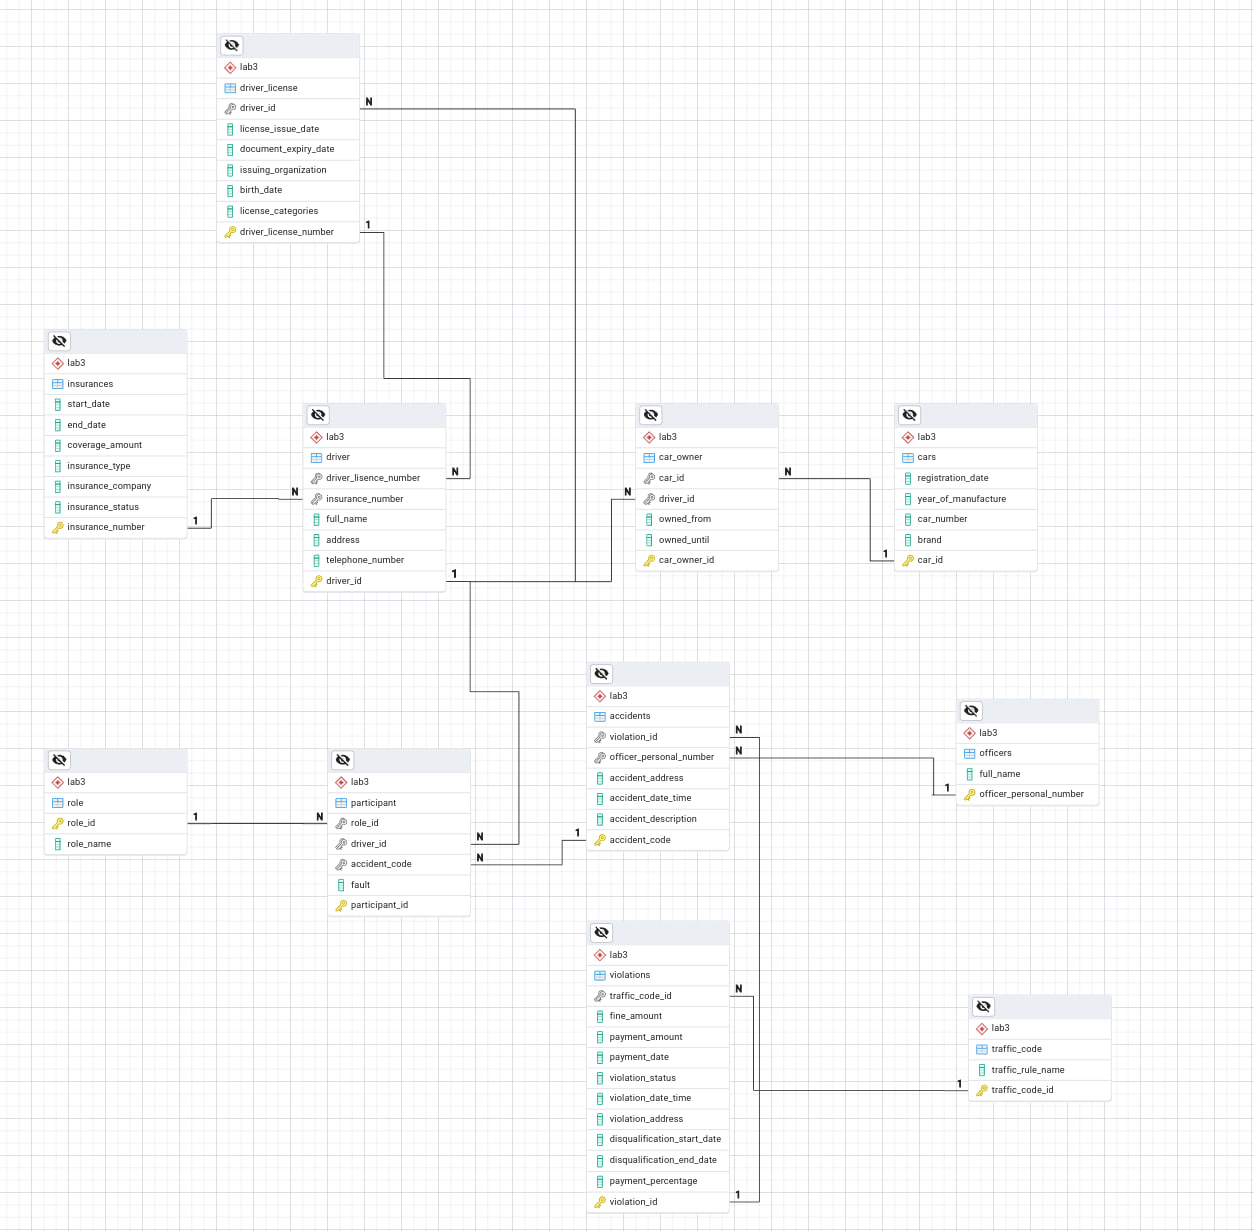 lab3
driver_license
driver_id
license_issue_date
document_expiry_date
issuing_organization
birth_date
license_categories
driver_license_number
N
1
lab3
insurances
start_date
end_date
coverage_amount
insurance_type
insurance_company
insurance_status
insurance_number
1
N
lab3
driver
driver_lisence_number
insurance_number
full_name
address
telephone_number
driver_id
N
1
N
lab3
car_owner
car_id
driver_id
owned_from
owned_until
car_owner_id
N
1
lab3
cars
registration_date
year_of_manufacture
car_number
brand
car_id
lab3
role
role_id
role_name
1
N
lab3
participant
role_id
driver_id
accident_code
fault
participant_id
N
N
1
lab3
accidents
violation_id
officer_personal_number
accident_address
accident_date_time
accident_description
accident_code
N
N
1
lab3
officers
full_name
officer_personal_number
lab3
violations
traffic_code_id
fine_amount
payment_amount
payment_date
violation_status
violation_date_time
violation_address
disqualification_start_date
disqualification_end_date
payment_percentage
violation_id
N
1
1
lab3
traffic_code
traffic_rule_name
traffic_code_id